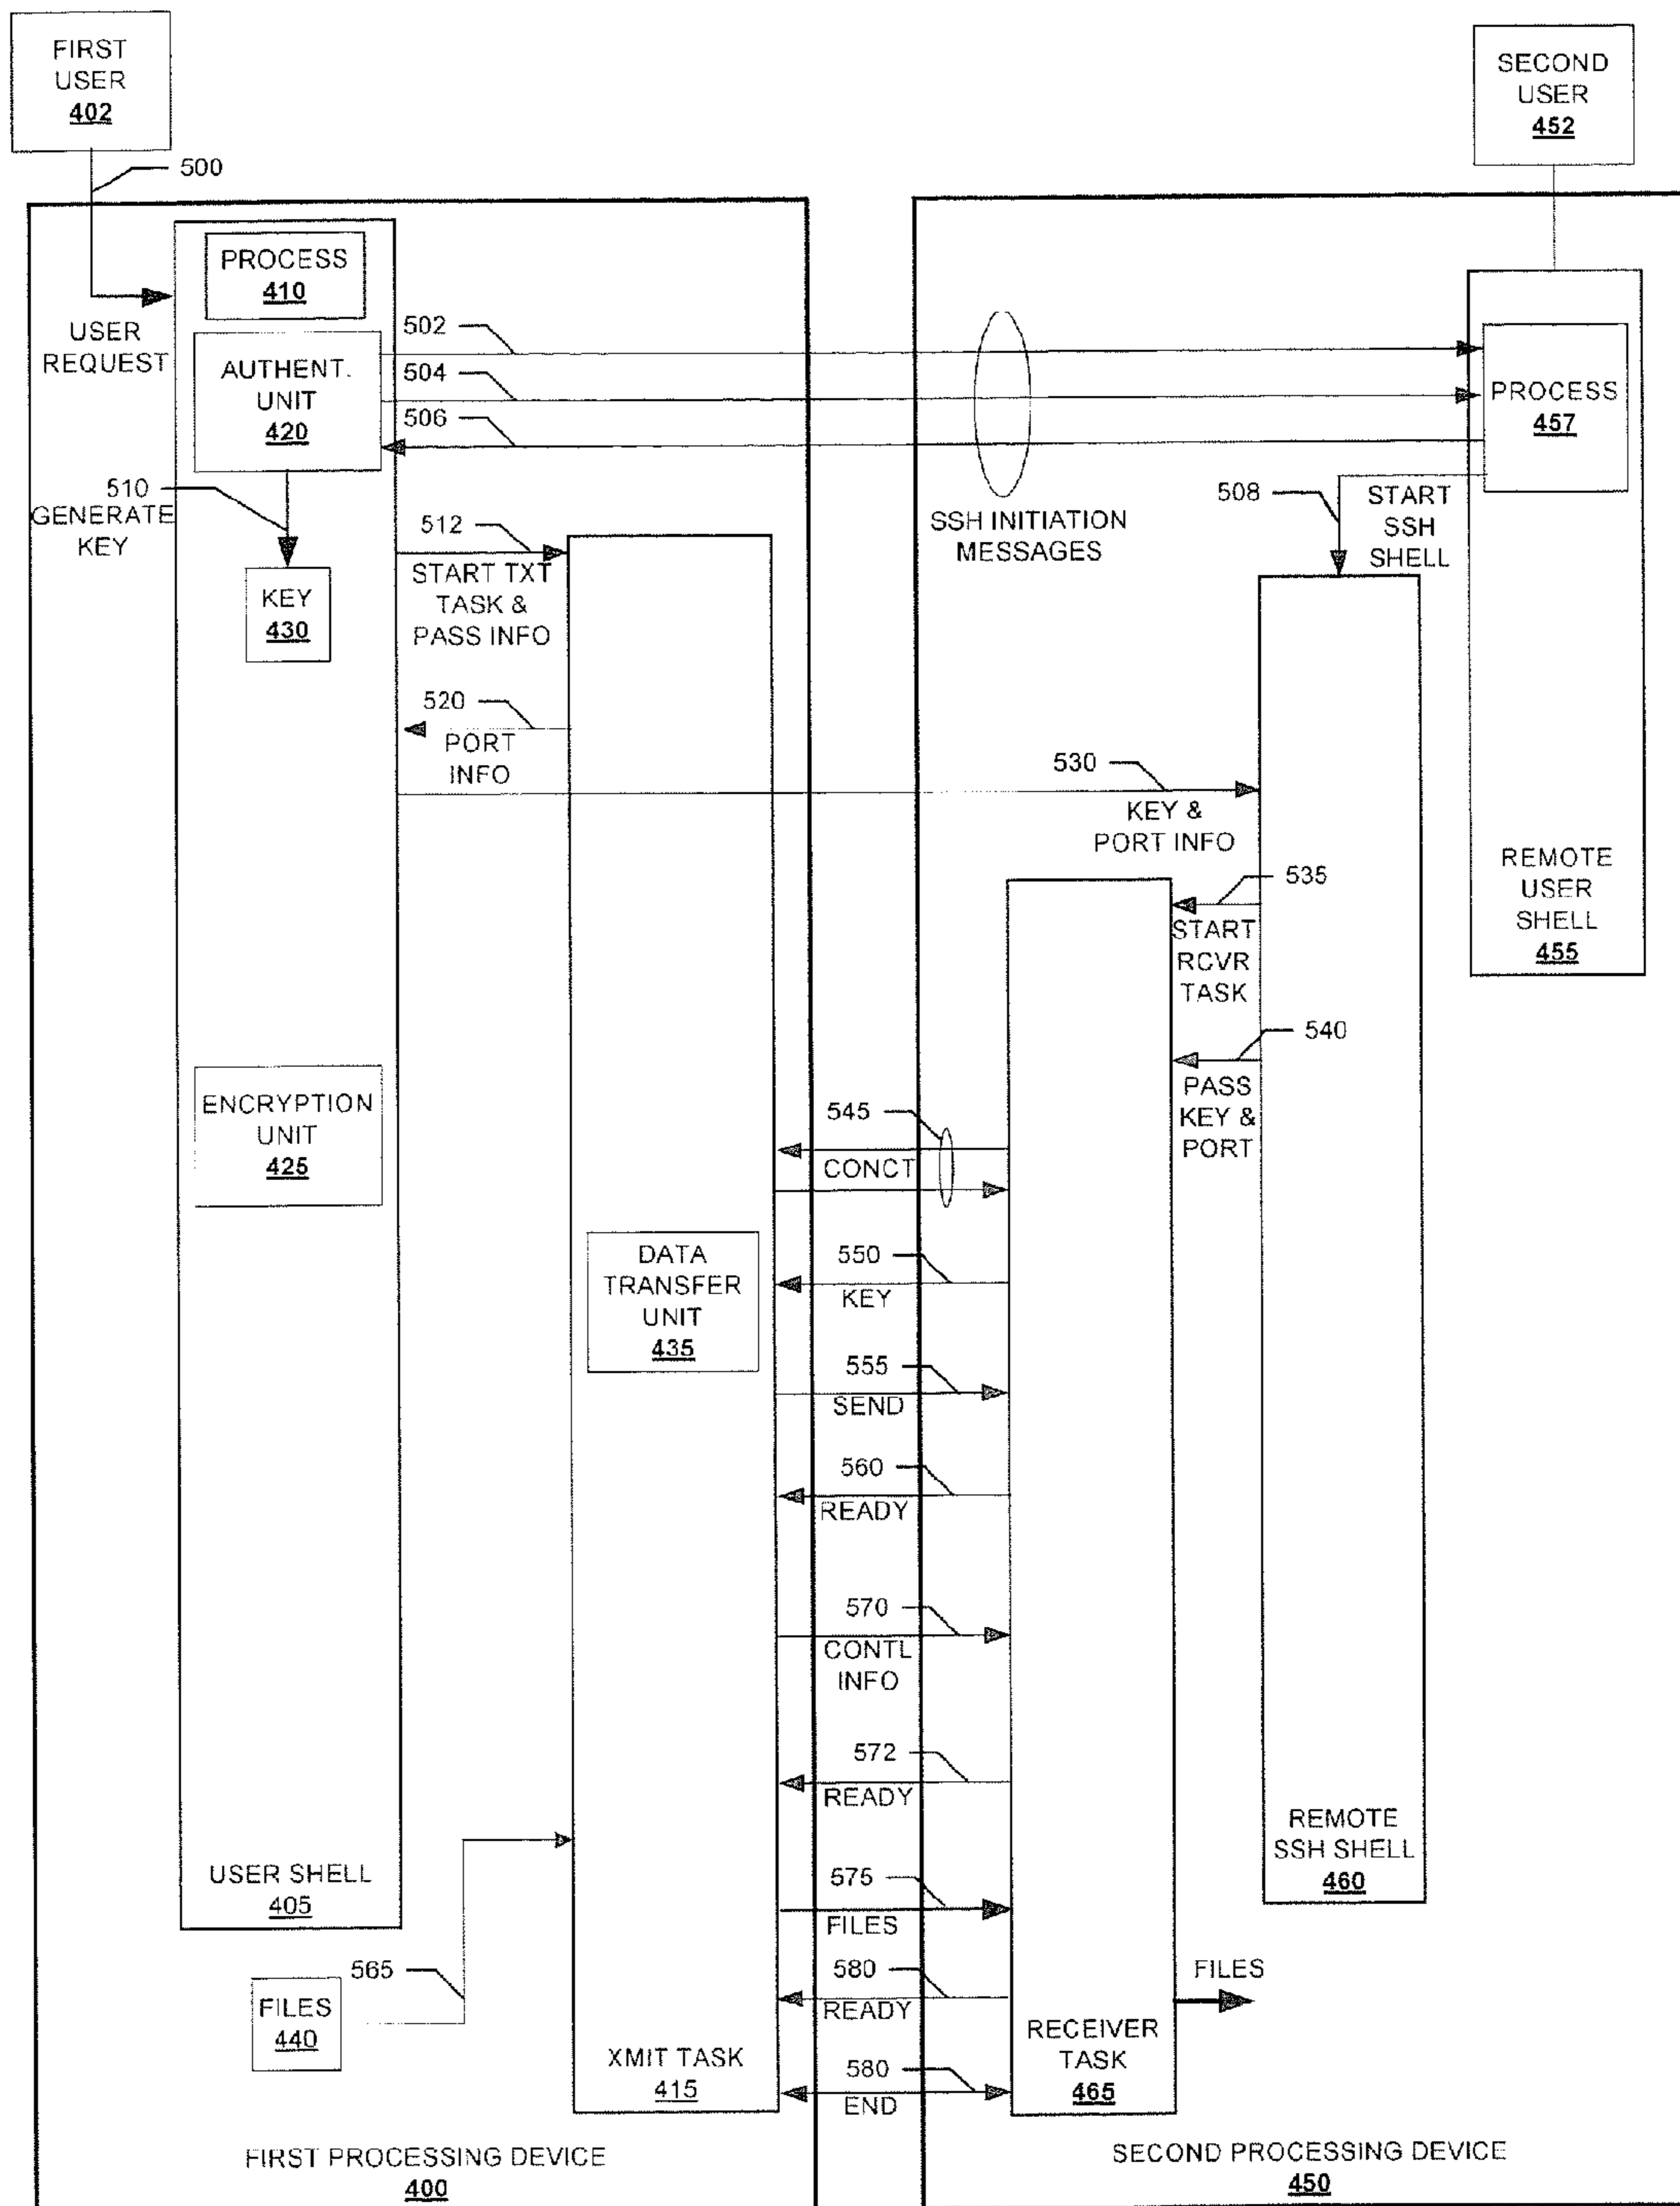 FIRST
USER
402
SECOND
USER
452
500
PROCESS
410
USER
REQUEST
AUTHENT.
UNIT
420
502
504
506
PROCESS
457
510
GENERATE
KEY
512
START TXT
TASK &
PASS INFO
SSH INITIATION
MESSAGES
508
START
SSH
SHELL
KEY
430
520
PORT
INFO
530
KEY &
PORT INFO
REMOTE
USER
SHELL
455
535
START
RCVR
TASK
540
PASS
KEY &
PORT
ENCRYPTION
UNIT
425
545
CONCT
DATA
TRANSFER
UNIT
435
550
KEY
555
SEND
560
READY
570
CONTL
INFO
572
READY
REMOTE
SSH SHELL
460
USER SHELL
405
575
FILES
565
FILES
440
580
READY
FILES
RECEIVER
TASK
465
XMIT TASK
415
580
END
FIRST PROCESSING DEVICE
400
SECOND PROCESSING DEVICE
450